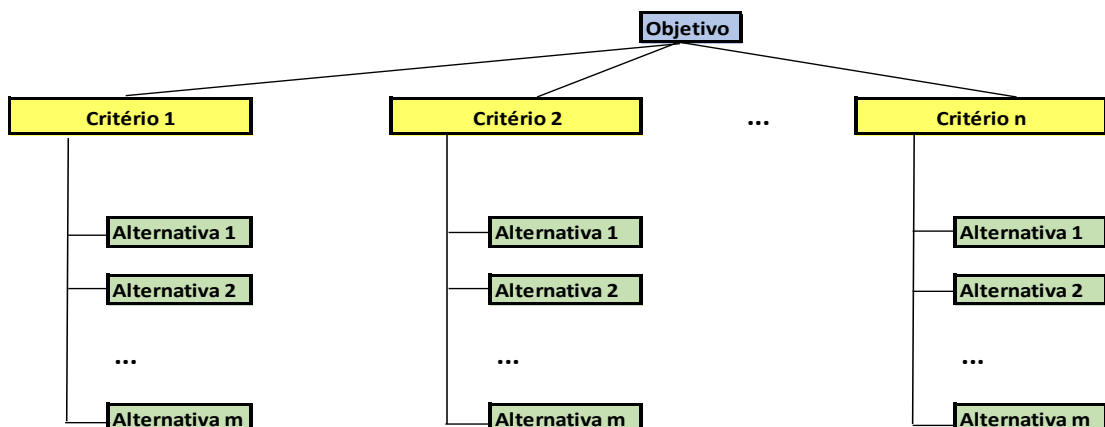 Objetivo
Critério 1
Critério 2
...
Critério n
Alternativa 1
Alternativa 1
Alternativa 1
Alternativa 2
Alternativa 2
Alternativa 2
...
...
...
Alternativa m
Alternativa m
Alternativa m